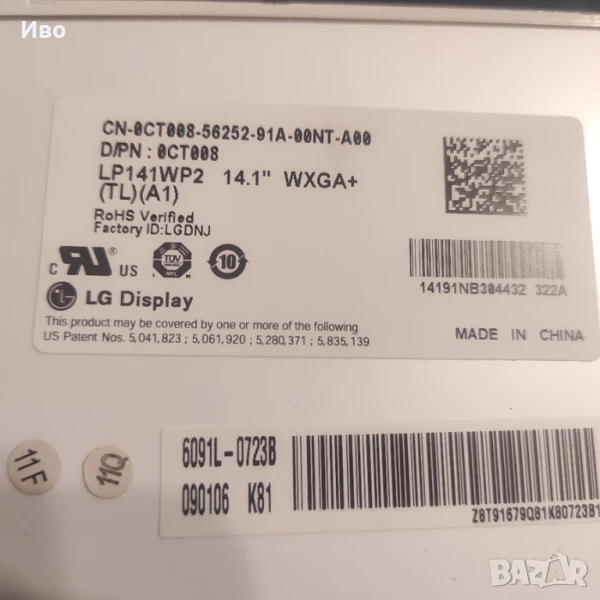 Иво
CN-0CT008-56252-91A-00NT-A00
D/PN : 0CT008
LP141WP2 14.1" WXGA+
(TL)(A1)
RoHS Verified
Factory ID:LGDNJ
c US
TÜV
10
14191NB304432 322A
LG Display
This product may be covered by one or more of the following
US Patent Nos. 5,041,823 ; 5,061,920 ; 5,280,371 ; 5,835,139
MADE IN CHINA
11F
11Q
6091L-0723B
090106 K81
Z8T91679Q81K80723B1
BAZAR